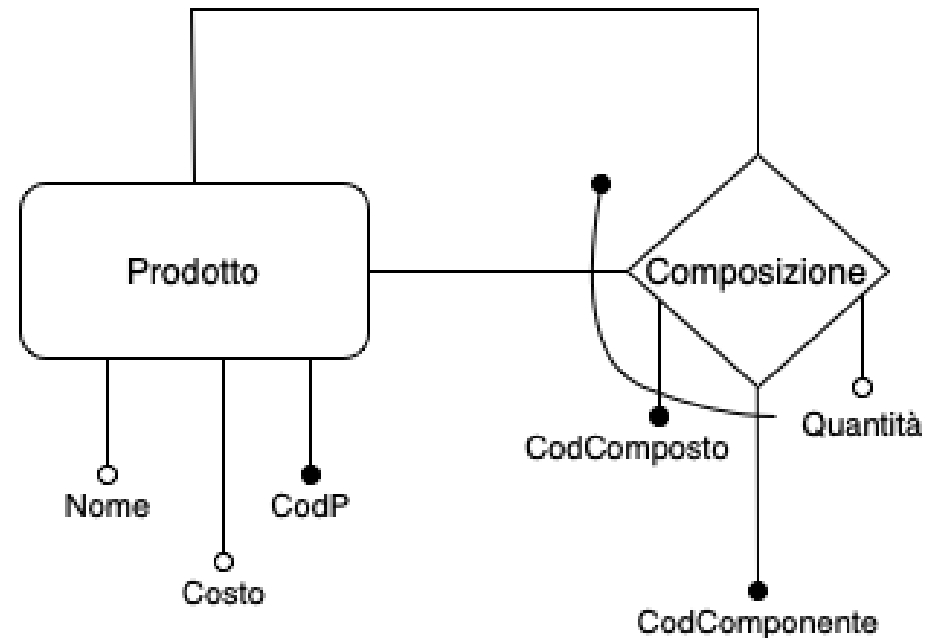 Prodotto
Composizione
Quantità
CodComposto
Nome
CodP
Costo
CodComponente